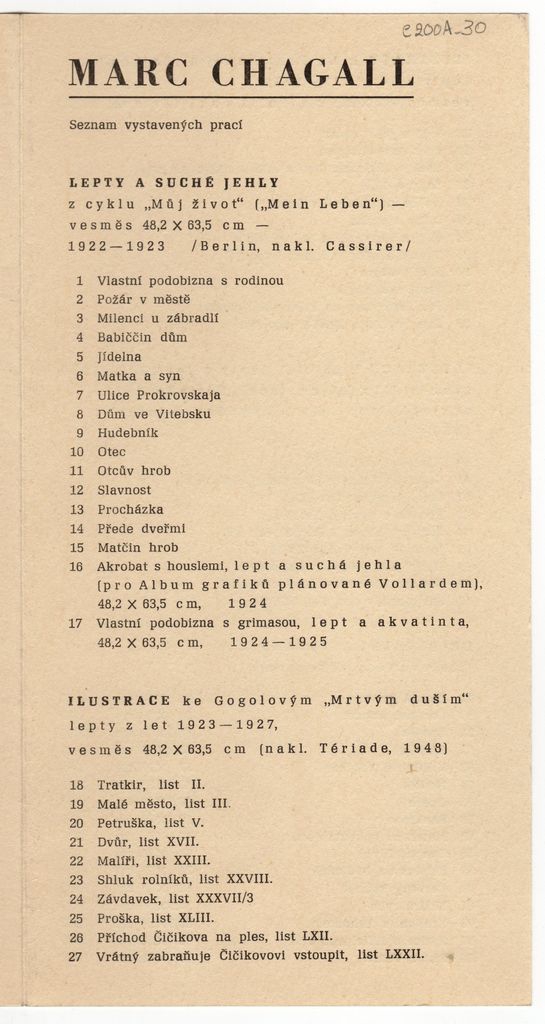 e200A-30
MARC CHAGALL
Seznam vystavených prací
LEPTY A SUCHÉ JEHLY
z cyklu „Můj život“ („Mein Leben“) —
vesměs 48,2 X 63,5 cm —
1922—1923 /Berlin, nakl. Cassirer/
1 Vlastní podobizna s rodinou
2 Požár v městě
3 Milenci u zábradlí
4 Babiččin dům
5 Jídelna
6 Matka a syn
7 Ulice Prokrovskaja
8 Dům ve Vitebsku
9 Hudebník
10 Otec
11 Otcův hrob
12 Slavnost
13 Procházka
14 Přede dveřmi
15 Matčin hrob
16 Akrobat s houslemi, lept a suchá jehla
(pro Album grafiků plánované Vollardem),
48,2 X 63,5 cm, 1924
17 Vlastní podobizna s grimasou, lept a akvatinta,
48,2 X 63,5 cm, 1924—1925
ILUSTRACE ke Gogolovým „Mrtvým duším“
lepty z let 1923—1927,
vesměs 48,2 X 63,5 cm (nakl. Tériade, 1948)
18 Tratkir, list II.
19 Malé město, list III.
20 Petruška, list V.
21 Dvůr, list XVII.
22 Malíři, list XXIII.
23 Shluk rolníků, list XXVIII.
24 Závdavek, list XXXVII/3
25 Proška, list XLIII.
26 Příchod Čičikova na ples, list LXII.
27 Vrátný zabraňuje Čičikovovi vstoupit, list LXXII.